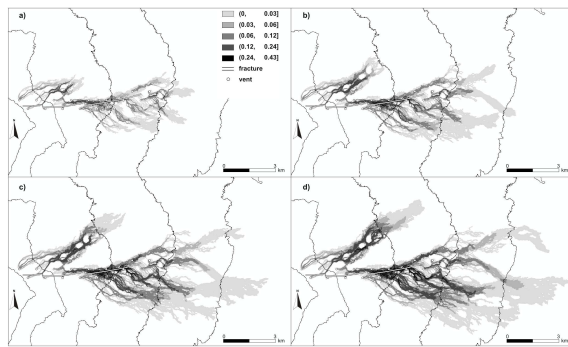 a)
(0, 0.03]
(0.03, 0.06]
(0.06, 0.12]
(0.12, 0.24]
(0.24, 0.43]
fracture
vent
0 3
km
b)
0 3
km
c)
0 3
km
d)
0 3
km